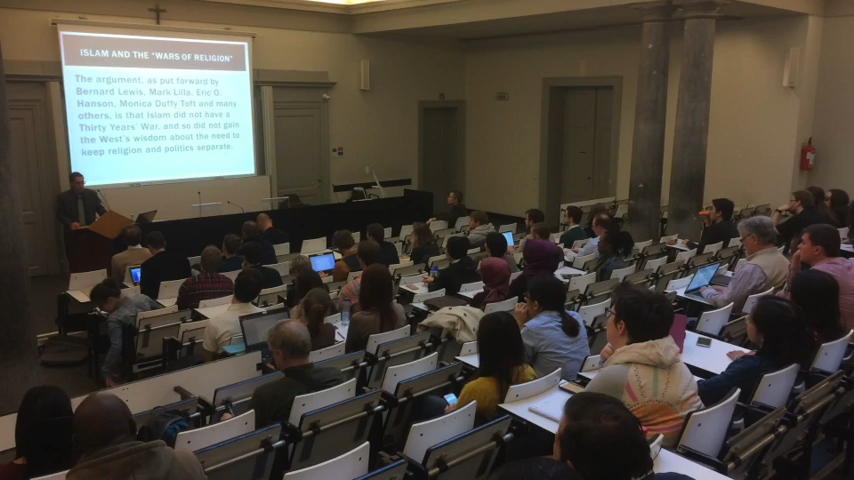 ISLAM AND THE "WARS OF RELIGION"
The argument, as put forward by
Bernard Lewis, Mark Lilla, Eric O.
Hanson, Monica Duffy Toft and many
others, is that Islam did not have a
Thirty Years' War, and so did not gain
the West's wisdom about the need to
keep religion and politics separate.